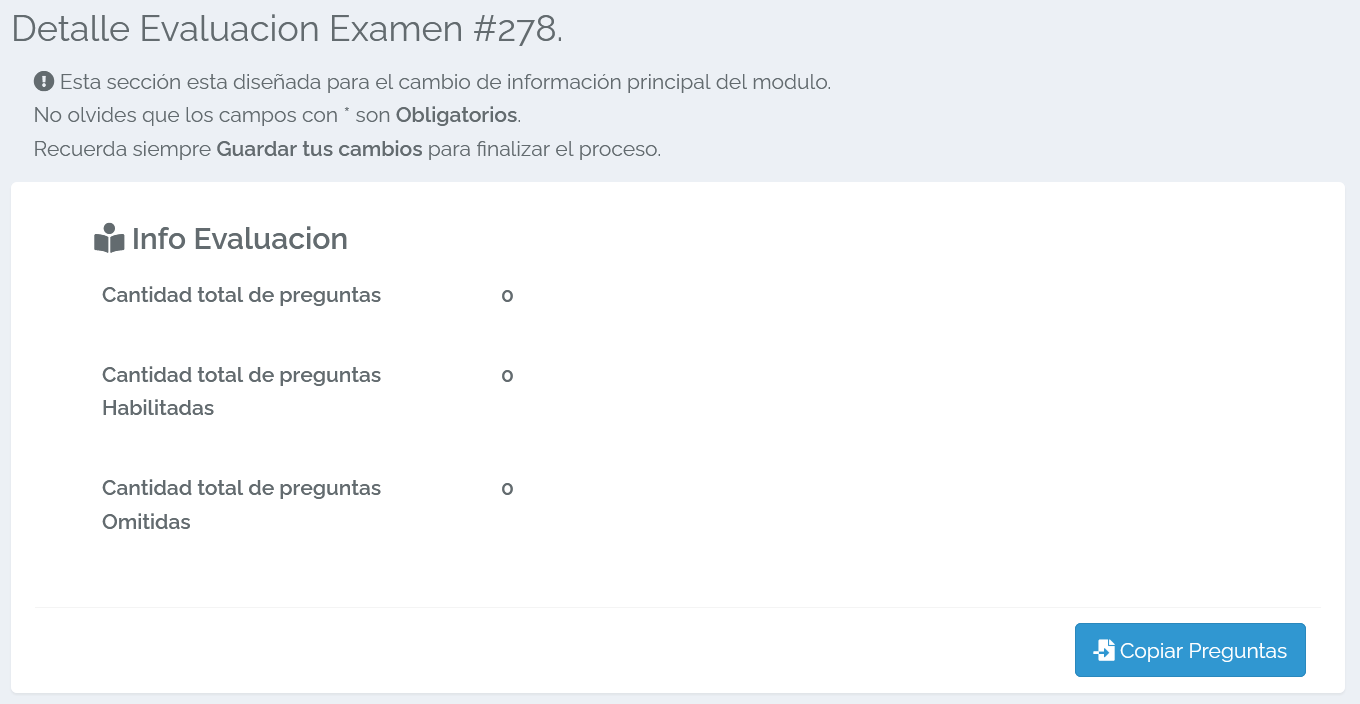 Detalle Evaluacion Examen #278.
Esta sección esta diseñada para el cambio de información principal del modulo.
No olvides que los campos con * son Obligatorios.
Recuerda siempre Guardar tus cambios para finalizar el proceso.
Info Evaluacion
Cantidad total de preguntas 0
Cantidad total de preguntas 0
Habilitadas
Cantidad total de preguntas 0
Omitidas
Copiar Preguntas